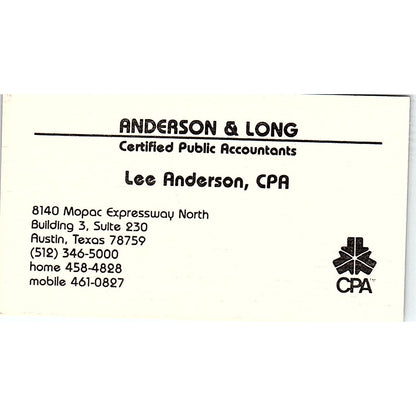 ANDERSON & LONG
Certified Public Accountants
Lee Anderson, CPA
8140 Mopac Expressway North
Building 3, Suite 230
Austin, Texas 78759
(512) 346-5000
home 458-4828
mobile 461-0827
CPA